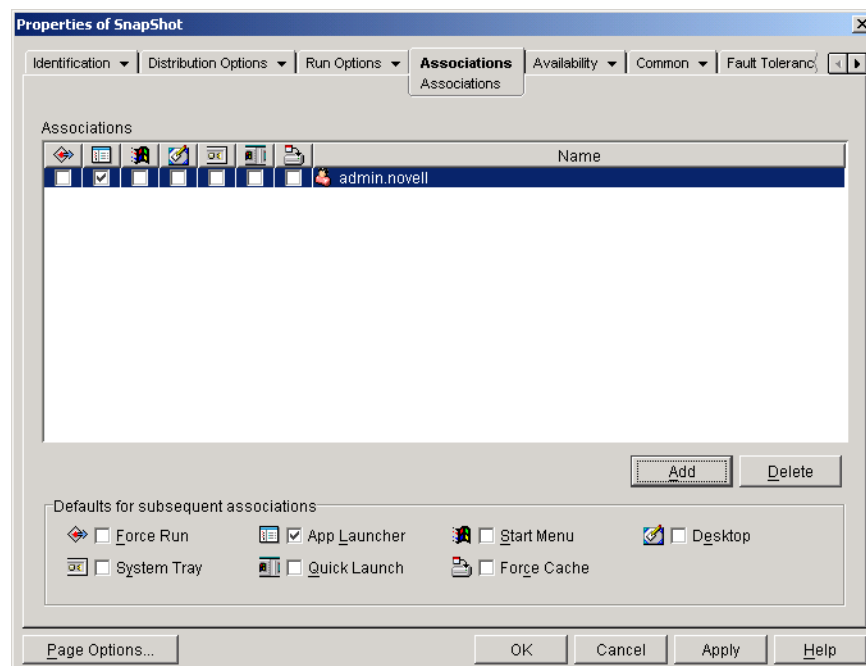 Properties of SnapShot
Identification Distribution Options Run Options Associations Availability Common Fault Toleranc
Associations
Associations
Name
admin.novell
Add Delete
Defaults for subsequent associations
Force Run App Launcher Start Menu Desktop
System Tray Quick Launch Force Cache
Page Options... OK Cancel Apply Help